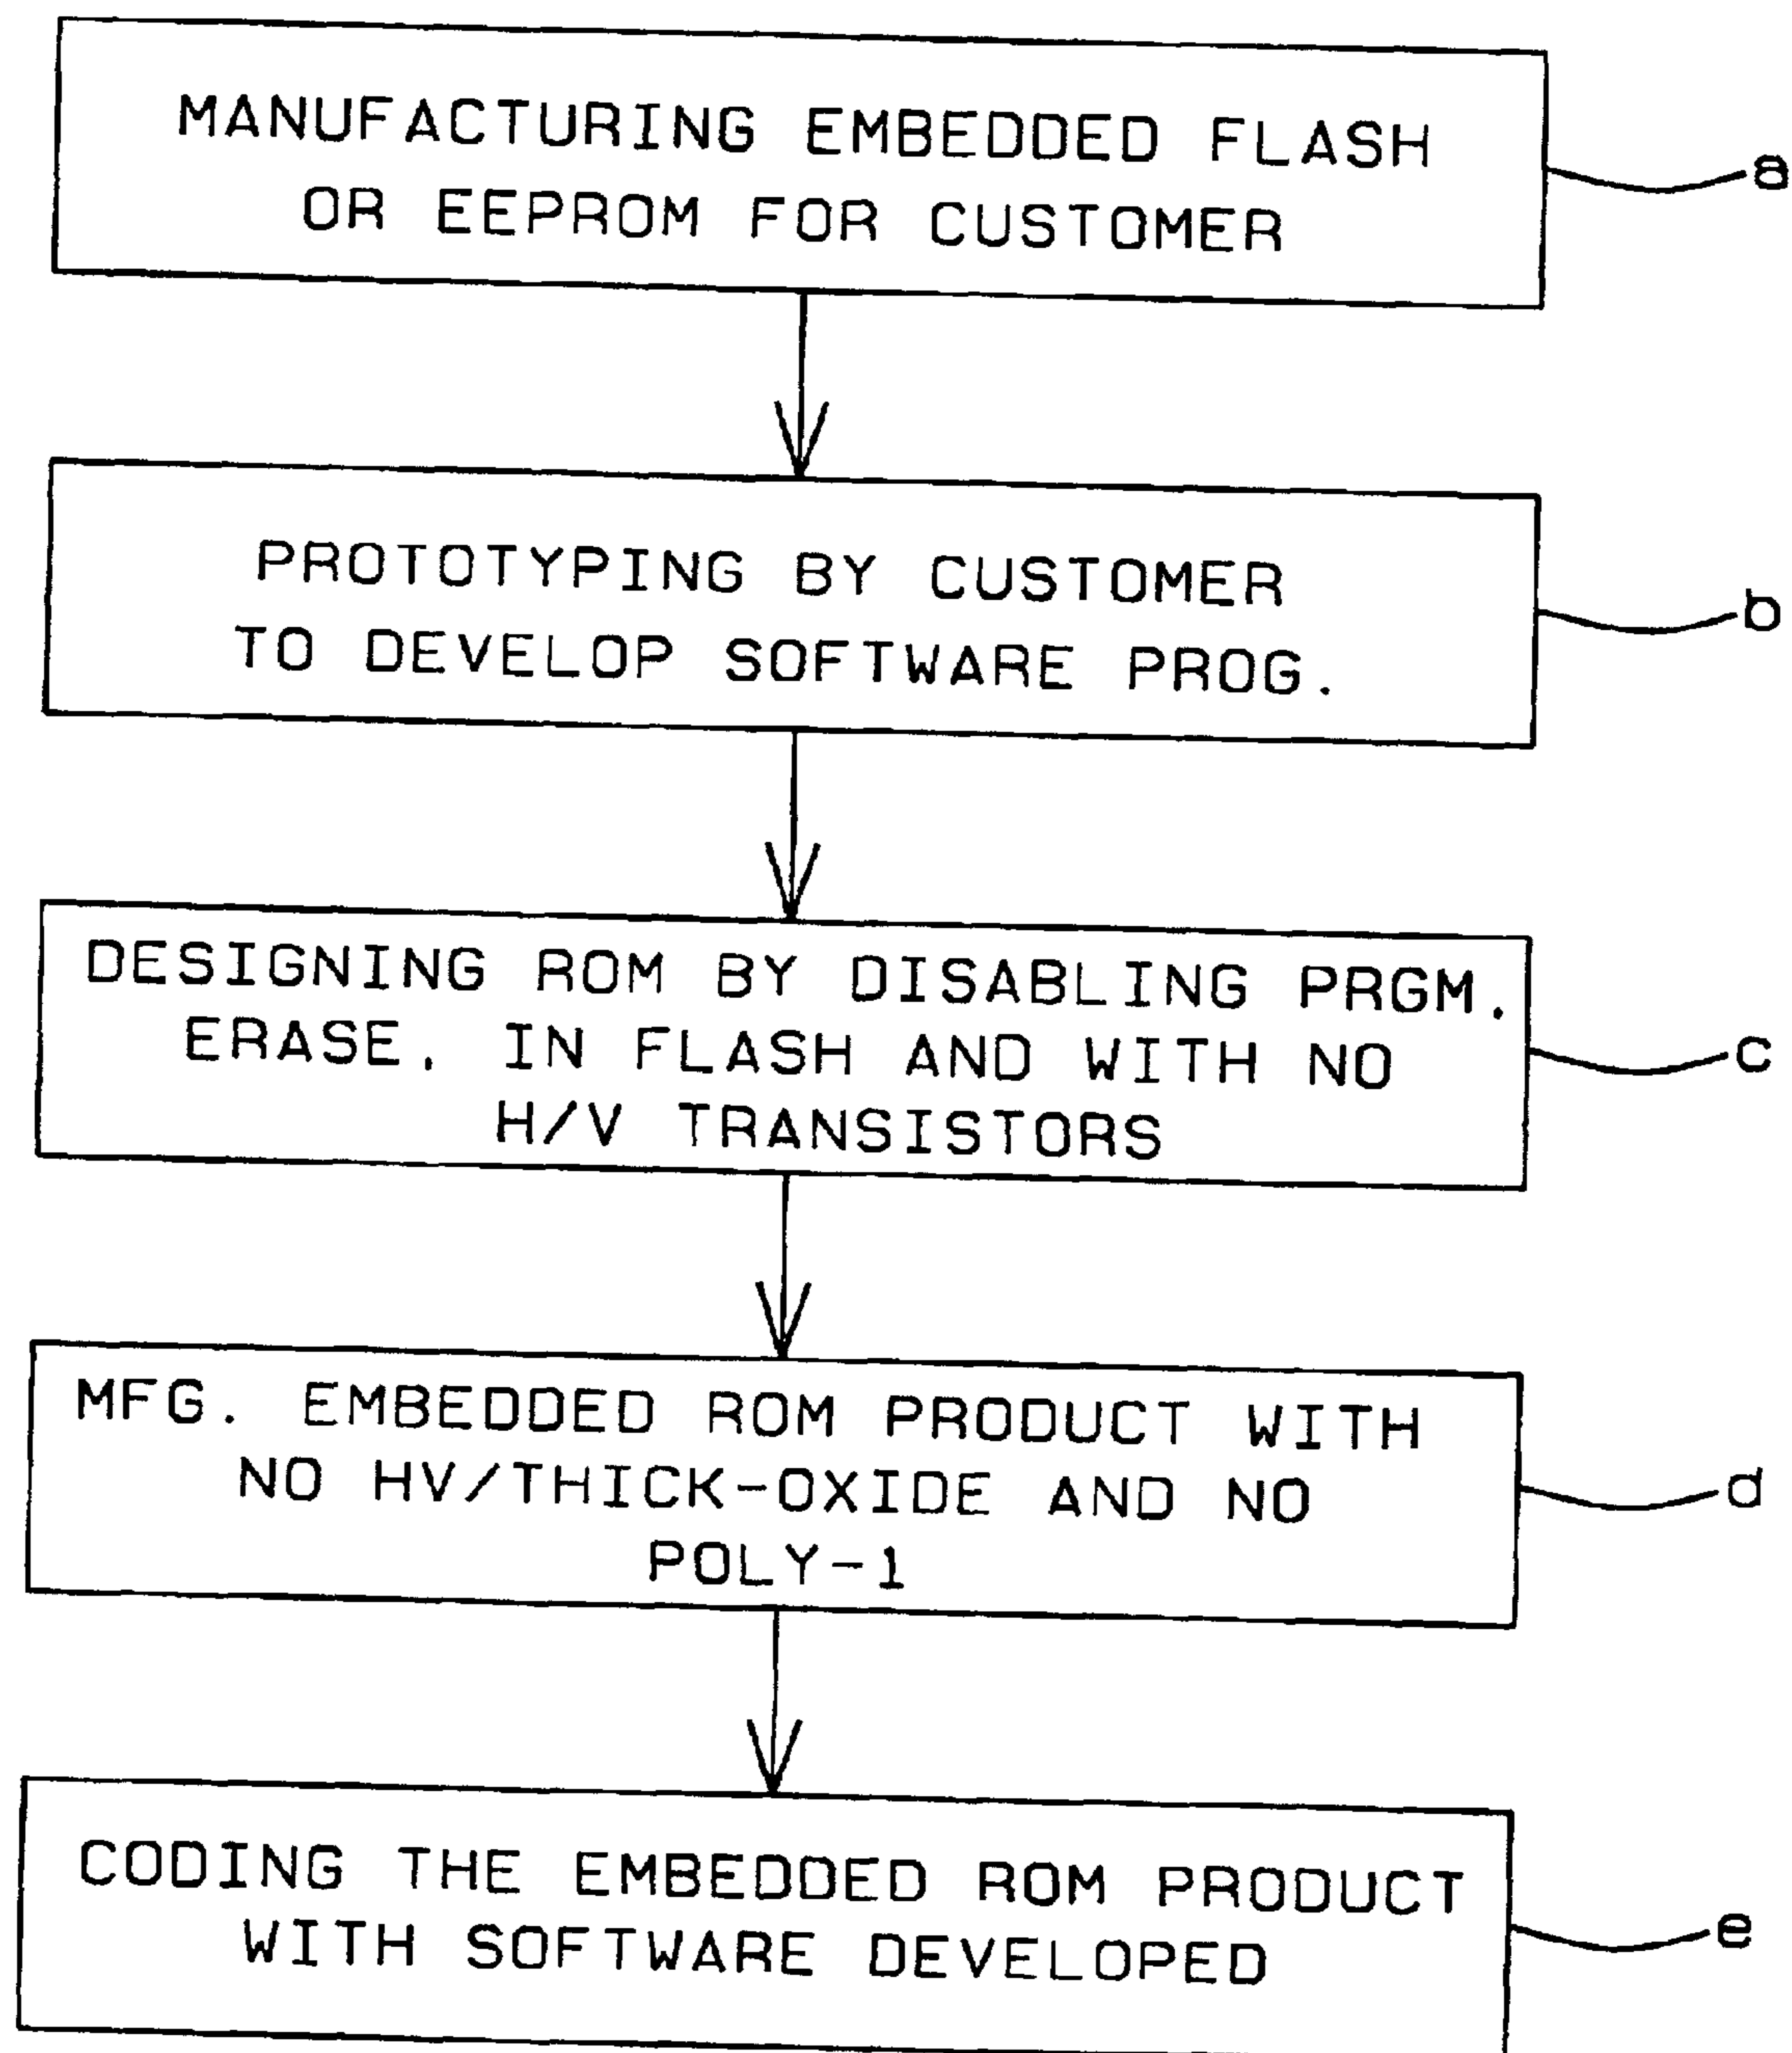 MANUFACTURING EMBEDDED FLASH
OR EEPROM FOR CUSTOMER
a
PROTOTYPING BY CUSTOMER
TO DEVELOP SOFTWARE PROG.
b
DESIGNING ROM BY DISABLING PRGM.
ERASE. IN FLASH AND WITH NO
H/V TRANSISTORS
c
MFG. EMBEDDED ROM PRODUCT WITH
NO HV/THICK-OXIDE AND NO
POLY-1
d
CODING THE EMBEDDED ROM PRODUCT
WITH SOFTWARE DEVELOPED
e